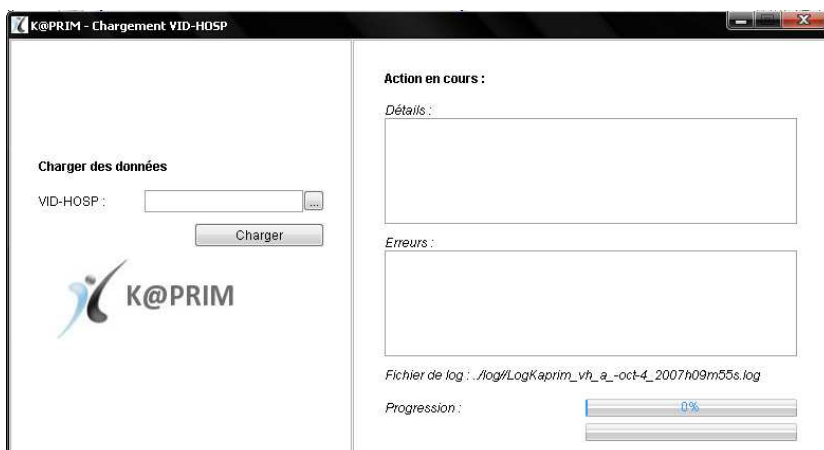 K@PRIM - Chargement VID-HOSP
Charger des données
VID-HOSP :
...
Charger
K@PRIM
Action en cours :
Détails :
Erreurs :
Fichier de log : ../log//LogKaprim_vh_a_-oct-4_2007h09m55s.log
Progression :
0%